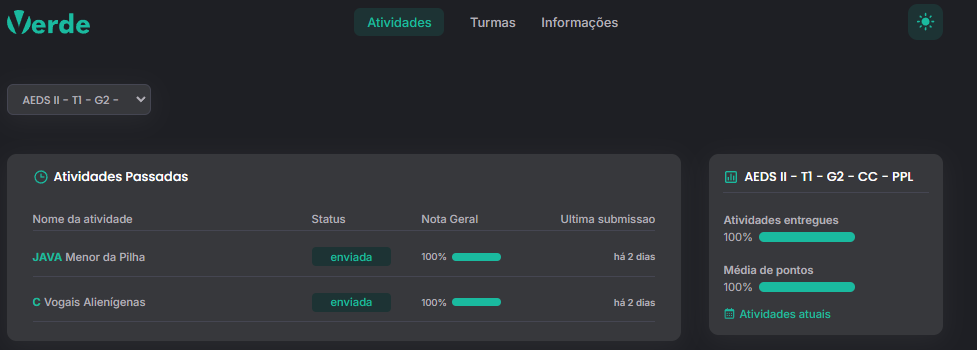 Verde
Atividades Turmas Informações
AEDS II - T1 - G2 -
Atividades Passadas
Nome da atividade Status Nota Geral Ultima submissao
JAVA Menor da Pilha enviada 100% há 2 dias
C Vogais Alienígenas enviada 100% há 2 dias
AEDS II - T1 - G2 - CC - PPL
Atividades entregues
100%
Média de pontos
100%
Atividades atuais